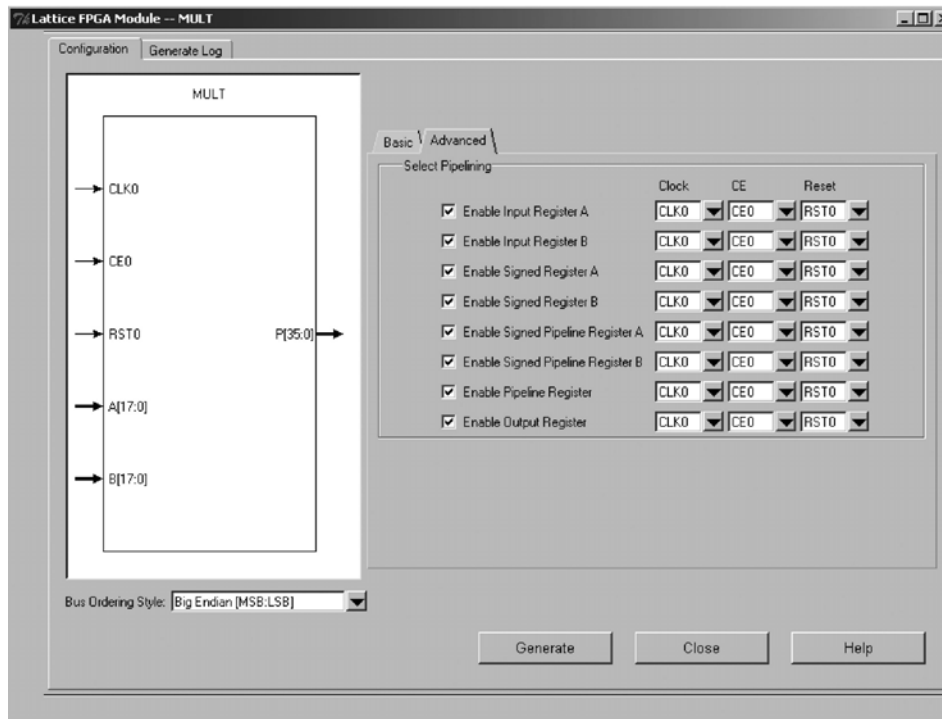 Lattice FPGA Module -- MULT
Configuration Generate Log
MULT
CLK0
CE0
RST0
P[35:0]
A[17:0]
B[17:0]
Bus Ordering Style: Big Endian [MSB:LSB]
Basic Advanced
Select Pipelining
Clock CE Reset
Enable Input Register A CLK0 CE0 RST0
Enable Input Register B CLK0 CE0 RST0
Enable Signed Register A CLK0 CE0 RST0
Enable Signed Register B CLK0 CE0 RST0
Enable Signed Pipeline Register A CLK0 CE0 RST0
Enable Signed Pipeline Register B CLK0 CE0 RST0
Enable Pipeline Register CLK0 CE0 RST0
Enable Output Register CLK0 CE0 RST0
Generate Close Help